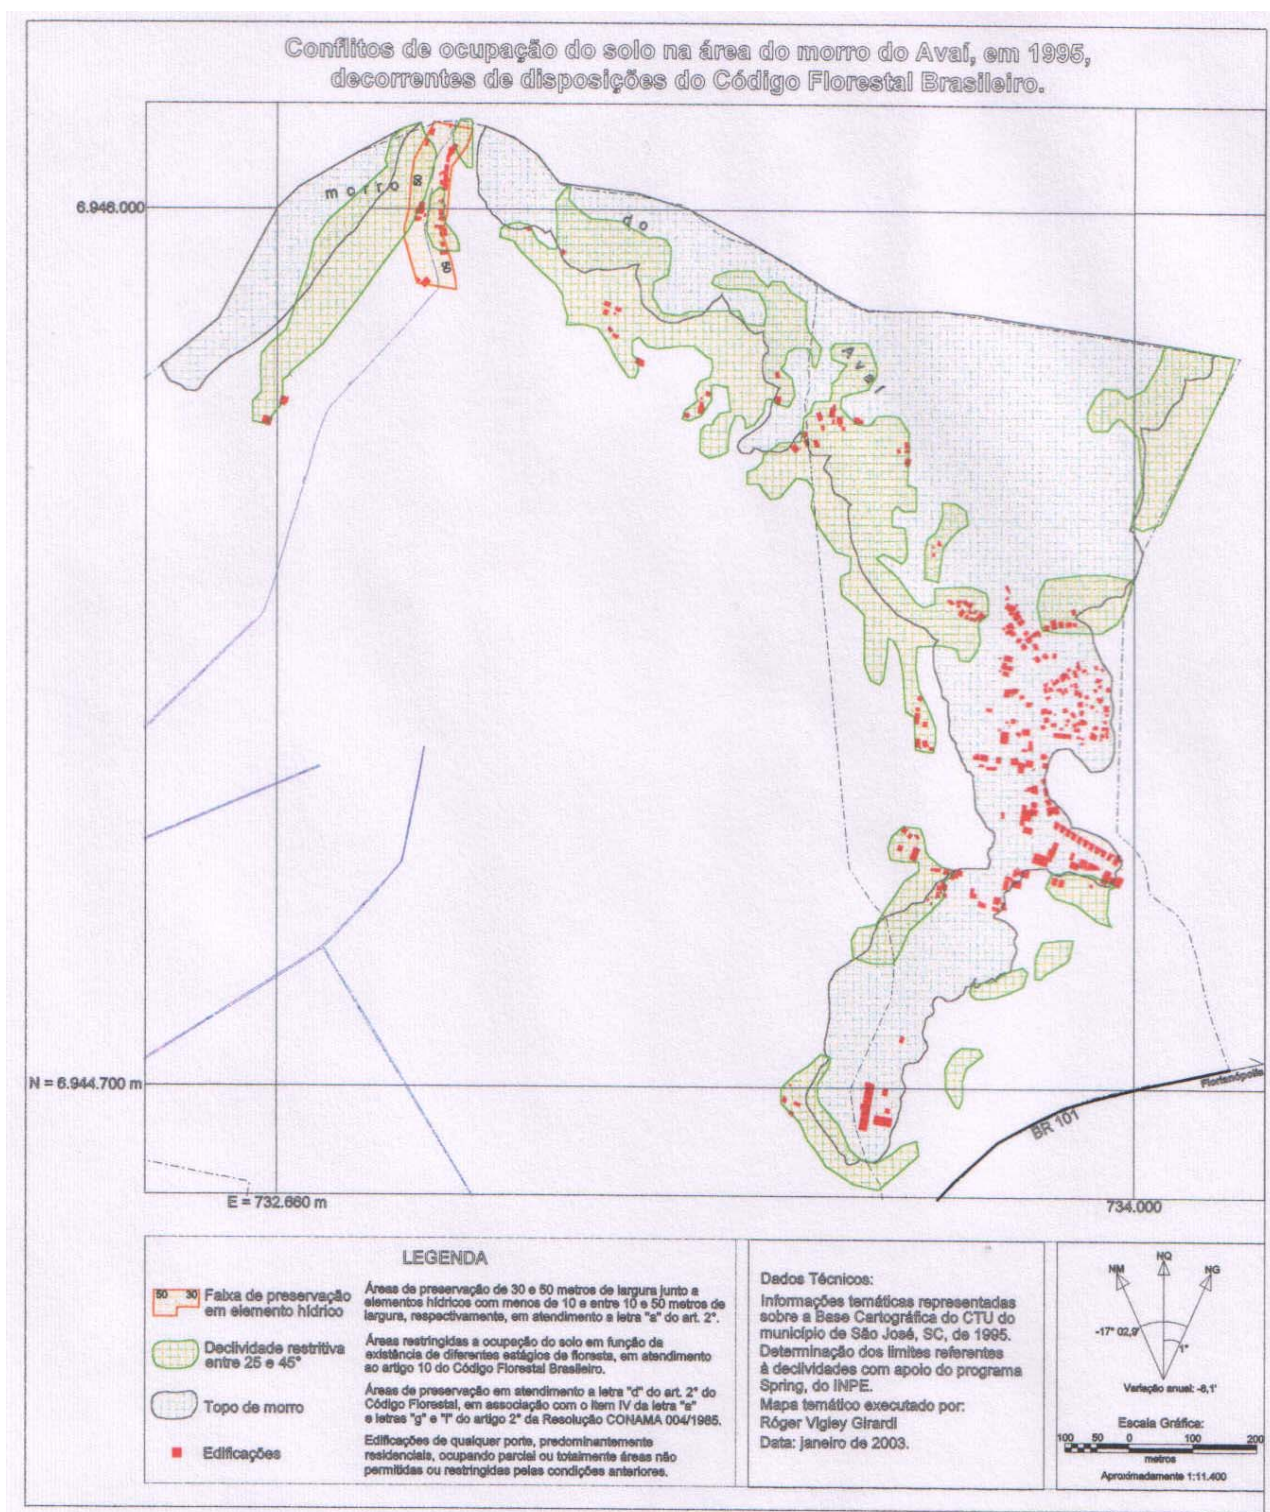 Conflitos de ocupação do solo na área do morro do Avaí, em 1995,
decorrentes de disposições do Código Florestal Brasileiro.
morro
50
do
6.946.000
50
Avaí
N = 6.944.700 m
Florianópolis
BR 101
E = 732.660 m
734.000
LEGENDA
50 30
Faixa de preservação
em elemento hídrico
Áreas de preservação de 30 e 50 metros de largura junto a
elementos hídricos com menos de 10 e entre 10 e 50 metros de
largura, respectivamente, em atendimento a letra "a" do art. 2°.
Declividade restritiva
entre 25 e 45°
Áreas restringidas a ocupação do solo em função da
existência de diferentes estágios de floresta, em atendimento
ao artigo 10 do Código Florestal Brasileiro.
Topo de morro
Áreas de preservação em atendimento a letra "d" do art. 2° do
Código Florestal, em associação com o item IV da letra "a"
e letras "g" e "i" do artigo 2° da Resolução CONAMA 004/1985.
Edificações
Edificações de qualquer porte, predominantemente
residenciais, ocupando parcial ou totalmente áreas não
permitidas ou restringidas pelas condições anteriores.
Dados Técnicos:
Informações temáticas representadas
sobre a Base Cartográfica do CTU do
município de São José, SC, de 1995.
Determinação dos limites referentes
à declividades com apoio do programa
Spring, do INPE.
Mapa temático executado por:
Róger Vigley Girardi
Data: janeiro de 2003.
NM
NQ
NG
-17° 02,9'
1°
Variação anual: -8,1'
Escala Gráfica:
100 50 0 100 200
metros
Aproximadamente 1:11.400